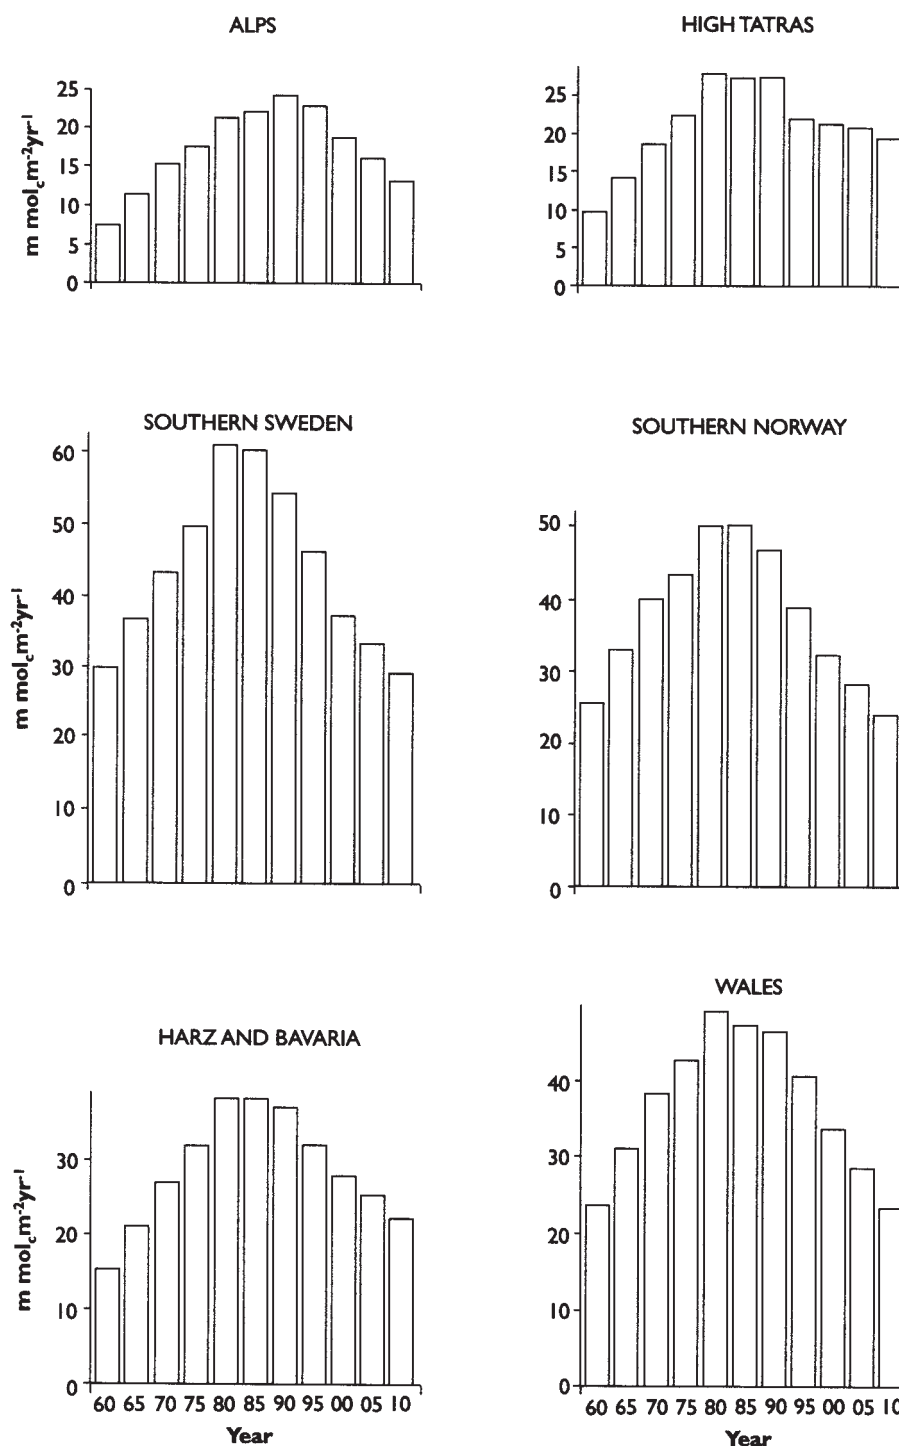 ALPS
25
20
15
10
5
0
m mol_c m^-2 yr^-1
HIGH TATRAS
25
20
15
10
5
0
SOUTHERN SWEDEN
60
50
40
30
20
10
0
m mol_c m^-2 yr^-1
SOUTHERN NORWAY
50
40
30
20
10
0
HARZ AND BAVARIA
30
20
10
0
m mol_c m^-2 yr^-1
60 65 70 75 80 85 90 95 00 05 10
Year
WALES
40
30
20
10
0
60 65 70 75 80 85 90 95 00 05 10
Year